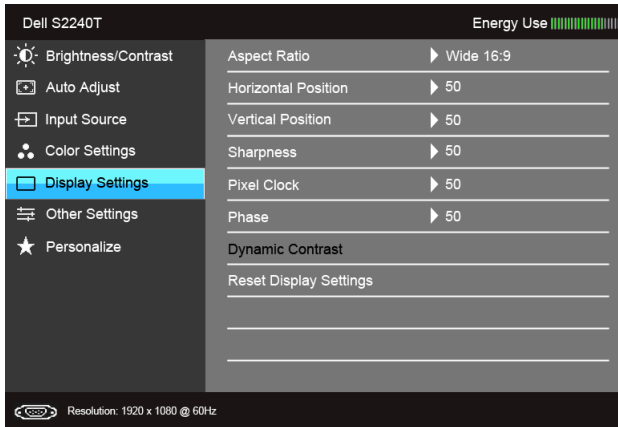 Dell S2240T
Energy Use
Brightness/Contrast
Auto Adjust
Input Source
Color Settings
Display Settings
Other Settings
Personalize
Aspect Ratio Wide 16:9
Horizontal Position 50
Vertical Position 50
Sharpness 50
Pixel Clock 50
Phase 50
Dynamic Contrast
Reset Display Settings
Resolution: 1920 x 1080 @ 60Hz